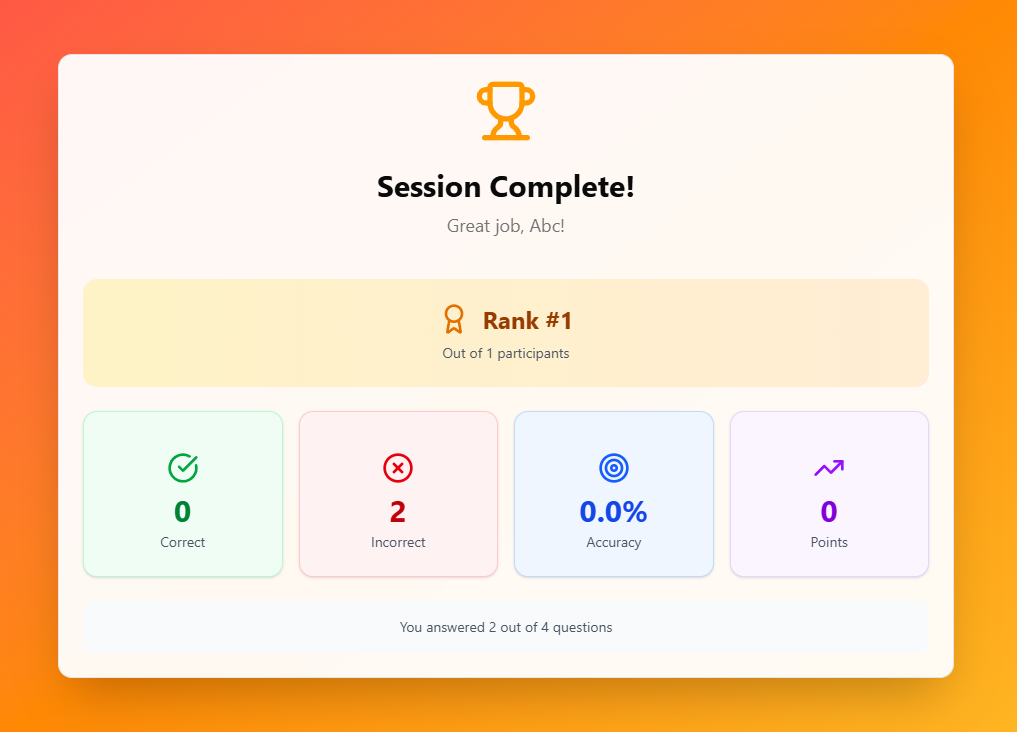 Session Complete!
Great job, Abc!
Rank #1
Out of 1 participants
0
Correct
2
Incorrect
0.0%
Accuracy
0
Points
You answered 2 out of 4 questions